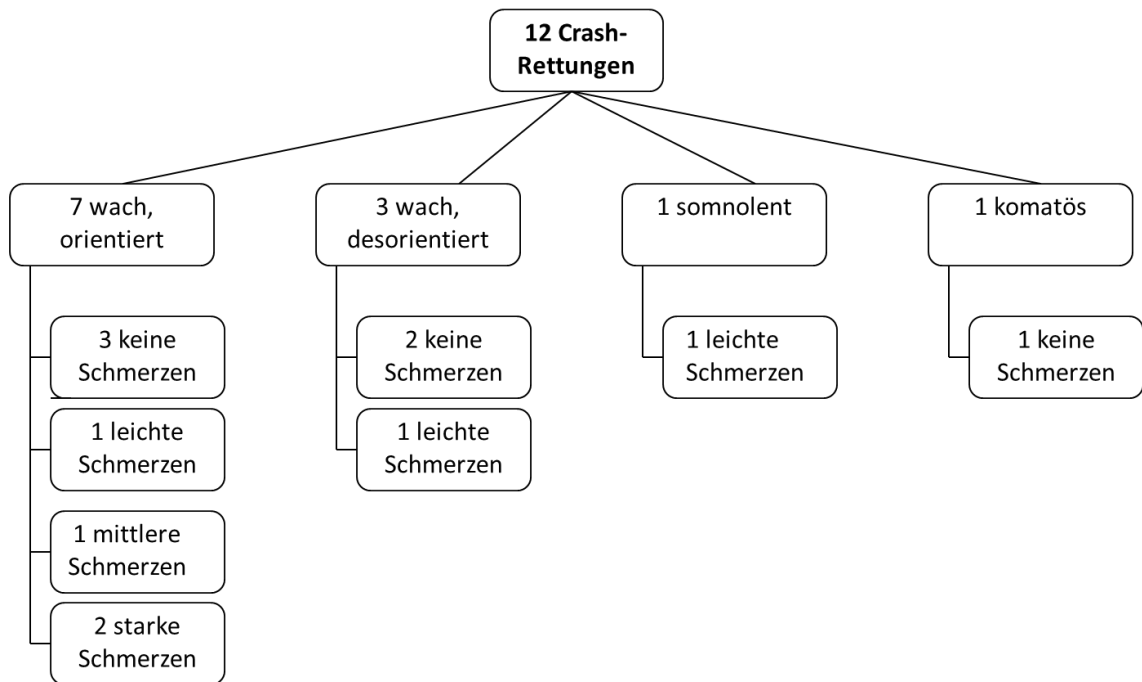 12 Crash-
Rettungen
7 wach,
orientiert
3 wach,
desorientiert
1 somnolent
1 komatös
3 keine
Schmerzen
2 keine
Schmerzen
1 leichte
Schmerzen
1 keine
Schmerzen
1 leichte
Schmerzen
1 leichte
Schmerzen
1 mittlere
Schmerzen
2 starke
Schmerzen